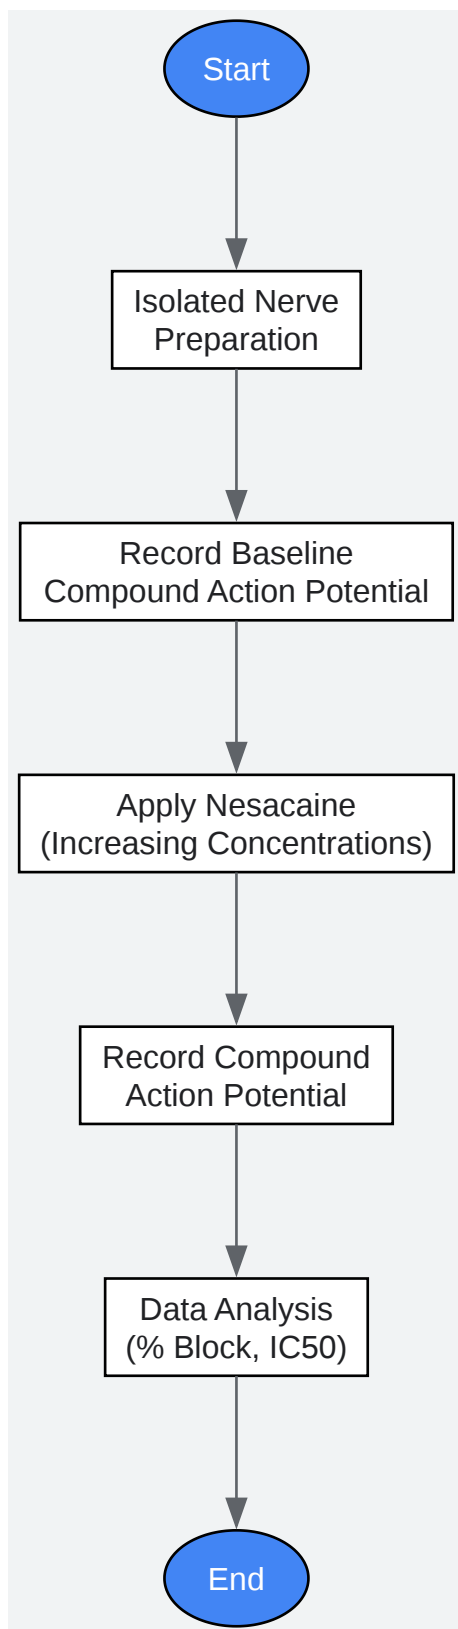 Start
Isolated Nerve
Preparation
Record Baseline
Compound Action Potential
Apply Nesacaine
(Increasing Concentrations)
Record Compound
Action Potential
Data Analysis
(% Block, IC50)
End